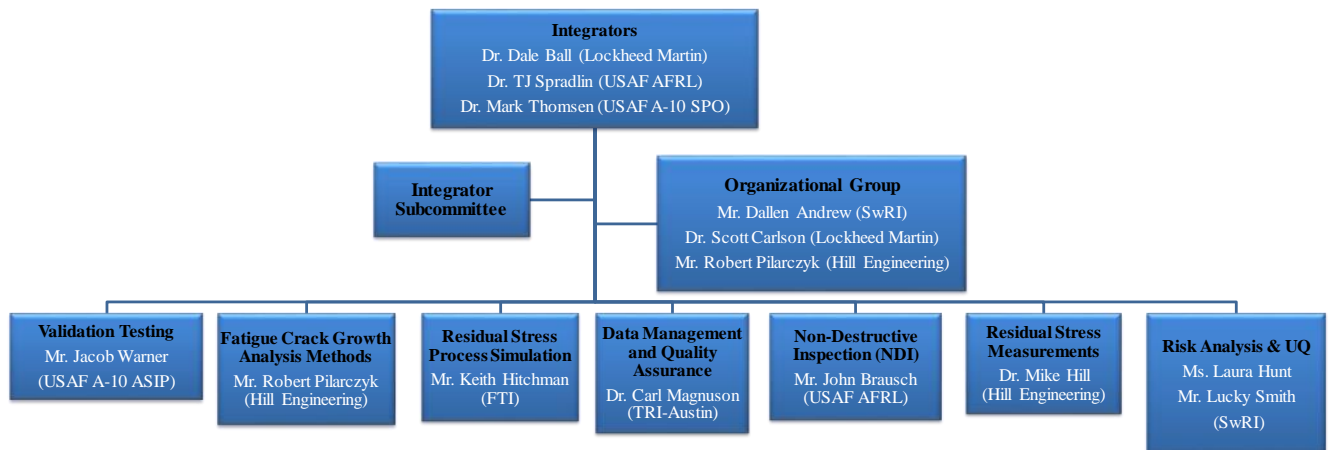 Integrators
Dr. Dale Ball (Lockheed Martin)
Dr. TJ Spradlin (USAF AFRL)
Dr. Mark Thomsen (USAF A-10 SPO)
Integrator
Subcommittee
Organizational Group
Mr. Dallen Andrew (SwRI)
Dr. Scott Carlson (Lockheed Martin)
Mr. Robert Pilarczyk (Hill Engineering)
Validation Testing
Mr. Jacob Warner
(USAF A-10 ASIP)
Fatigue Crack Growth
Analysis Methods
Mr. Robert Pilarczyk
(Hill Engineering)
Residual Stress
Process Simulation
Mr. Keith Hitchman
(FTI)
Data Management
and Quality
Assurance
Dr. Carl Magnuson
(TRI-Austin)
Non-Destructive
Inspection (NDI)
Mr. John Brausch
(USAF AFRL)
Residual Stress
Measurements
Dr. Mike Hill
(Hill Engineering)
Risk Analysis & UQ
Ms. Laura Hunt
Mr. Lucky Smith
(SwRI)